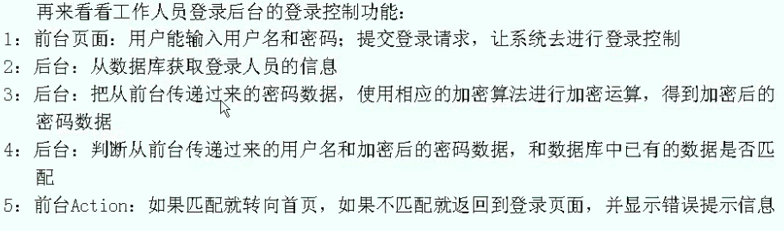 再来看看工作人员登录后台的登录控制功能：
1：前台页面：用户能输入用户名和密码；提交登录请求，让系统去进行登录控制
2：后台：从数据库获取登录人员的信息
3：后台：把从前台传递过来的密码数据，使用相应的加密算法进行加密运算，得到加密后的
密码数据
4：后台：判断从前台传递过来的用户名和加密后的密码数据，和数据库中已有的数据是否匹
配
5：前台Action：如果匹配就转向首页，如果不匹配就返回到登录页面，并显示错误提示信息